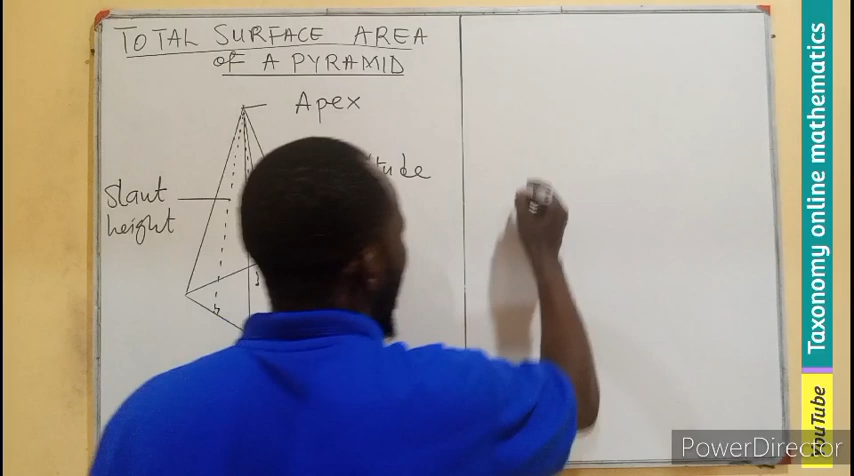 TOTAL SURFACE AREA
OF A PYRAMID
Apex
Slant
height
Taxonomy online mathematics
YouTube
PowerDirector